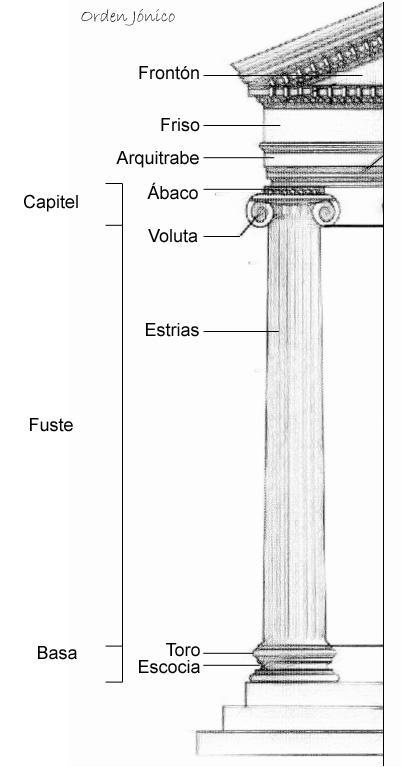 Orden Jónico
Frontón
Friso
Arquitrabe
Ábaco
Capitel
Voluta
Estrias
Fuste
Toro
Basa
Escocia